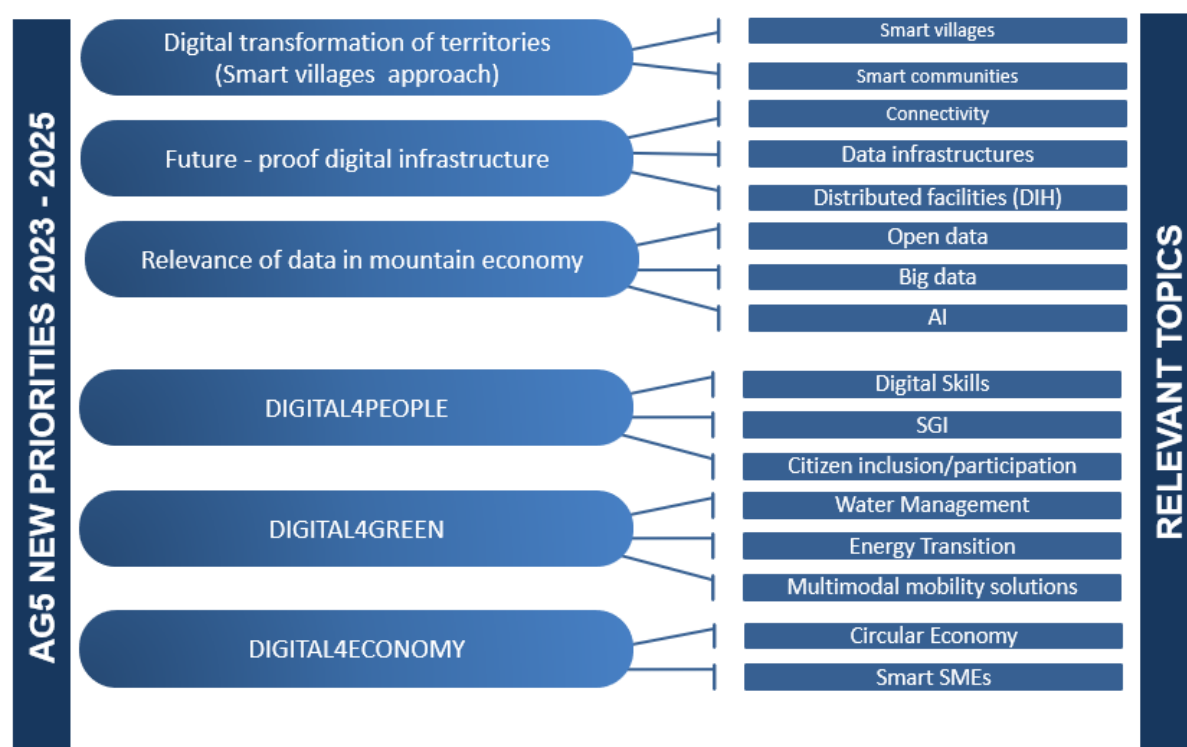 AG5 NEW PRIORITIES 2023 - 2025
Digital transformation of territories
(Smart villages approach)
Smart villages
Smart communities
Future - proof digital infrastructure
Connectivity
Data infrastructures
Distributed facilities (DIH)
Relevance of data in mountain economy
Open data
Big data
AI
DIGITAL4PEOPLE
Digital Skills
SGI
Citizen inclusion/participation
DIGITAL4GREEN
Water Management
Energy Transition
Multimodal mobility solutions
DIGITAL4ECONOMY
Circular Economy
Smart SMEs
RELEVANT TOPICS